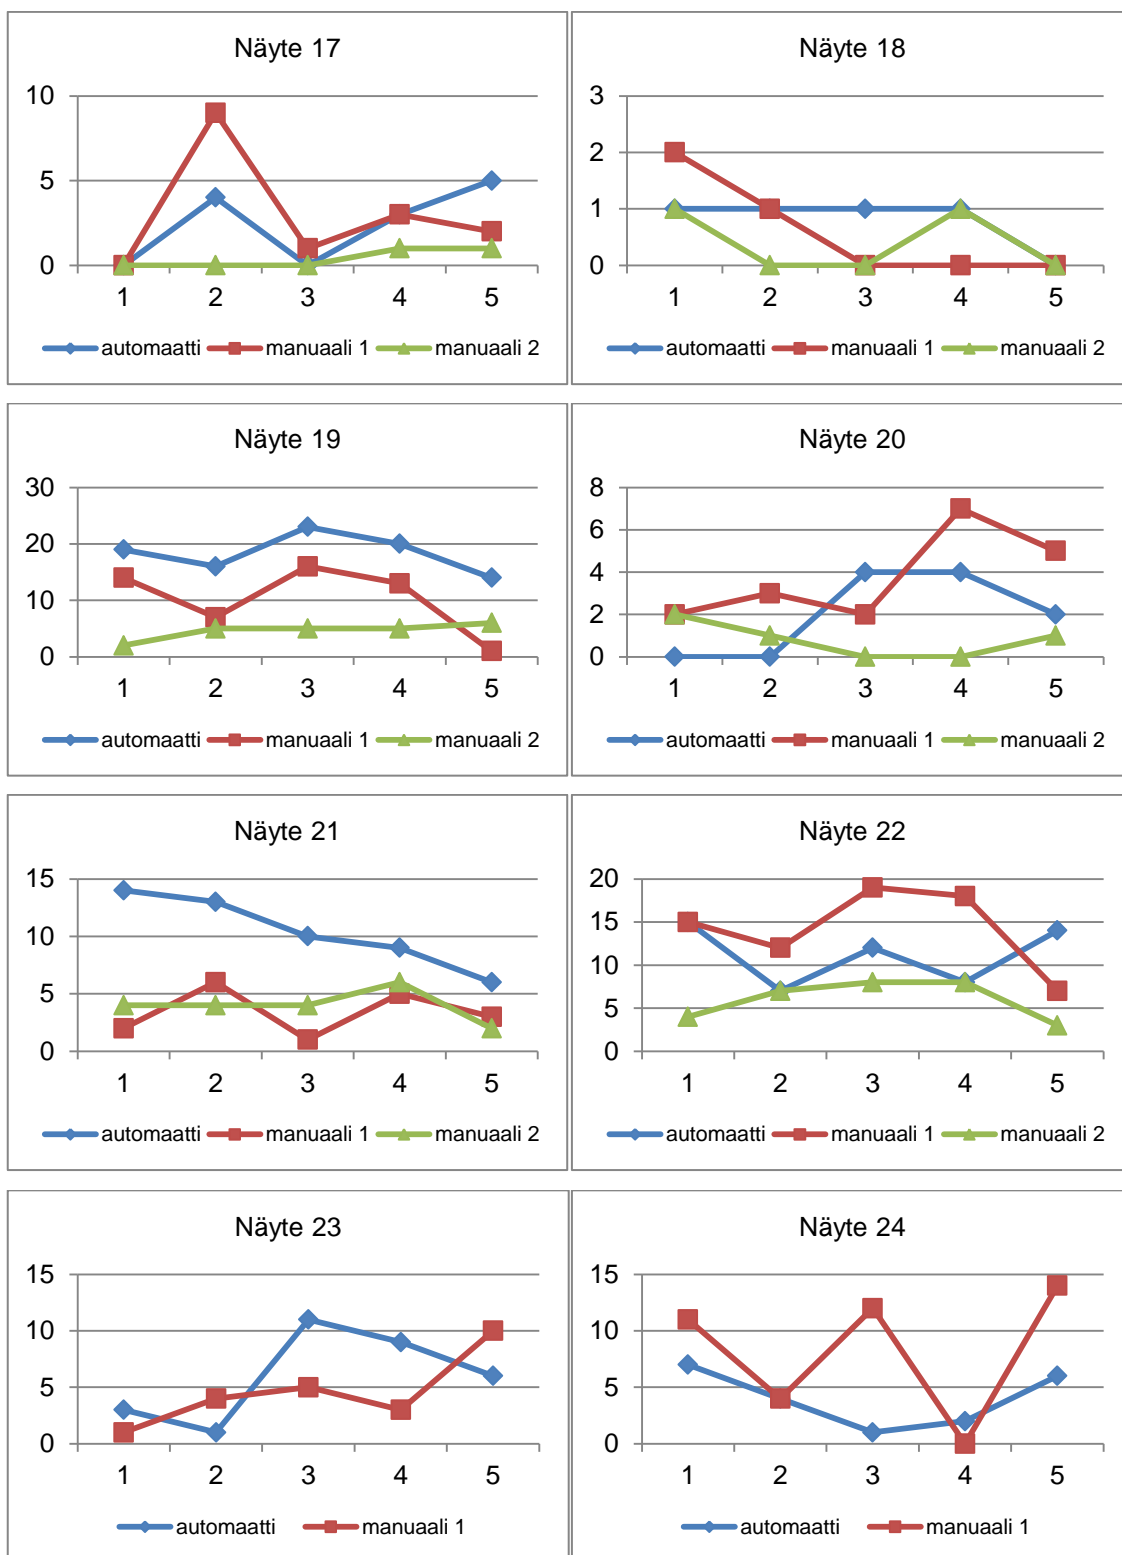 Näyte 17
10
5
0
1 2 3 4 5
automaatti manuaali 1 manuaali 2
Näyte 18
3
2
1
0
1 2 3 4 5
automaatti manuaali 1 manuaali 2
Näyte 19
30
20
10
0
1 2 3 4 5
automaatti manuaali 1 manuaali 2
Näyte 20
8
6
4
2
0
1 2 3 4 5
automaatti manuaali 1 manuaali 2
Näyte 21
15
10
5
0
1 2 3 4 5
automaatti manuaali 1 manuaali 2
Näyte 22
20
15
10
5
0
1 2 3 4 5
automaatti manuaali 1 manuaali 2
Näyte 23
15
10
5
0
1 2 3 4 5
automaatti manuaali 1
Näyte 24
15
10
5
0
1 2 3 4 5
automaatti manuaali 1